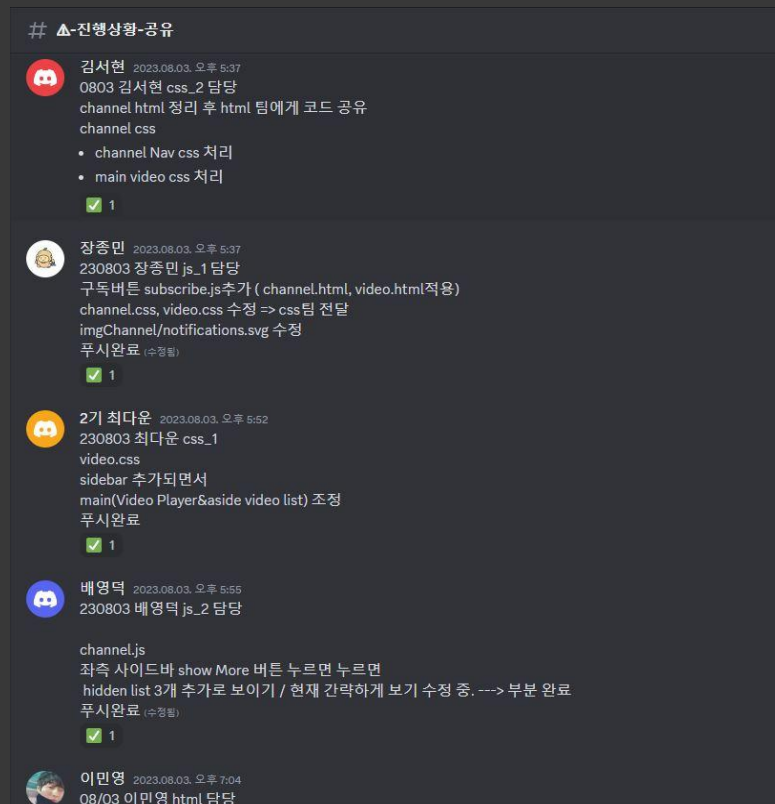 # ⚠-진행상황-공유
김서현 2023.08.03. 오후 5:37
0803 김서현 css_2 담당
channel html 정리 후 html 팀에게 코드 공유
channel css
• channel Nav css 처리
• main video css 처리
✅ 1
장종민 2023.08.03. 오후 5:37
230803 장종민 js_1 담당
구독버튼 subscribe.js추가 ( channel.html, video.html적용)
channel.css, video.css 수정 => css팀 전달
imgChannel/notifications.svg 수정
푸시완료 (수정됨)
✅ 1
2기 최다운 2023.08.03. 오후 5:52
230803 최다운 css_1
video.css
sidebar 추가되면서
main(Video Player&aside video list) 조정
푸시완료
✅ 1
배영덕 2023.08.03. 오후 5:55
230803 배영덕 js_2 담당
channel.js
좌측 사이드바 show More 버튼 누르면 누르면
hidden list 3개 추가로 보이기 / 현재 간략하게 보기 수정 중. ---> 부분 완료
푸시완료 (수정됨)
✅ 1
이민영 2023.08.03. 오후 7:04
08/03 이민영 html 담당